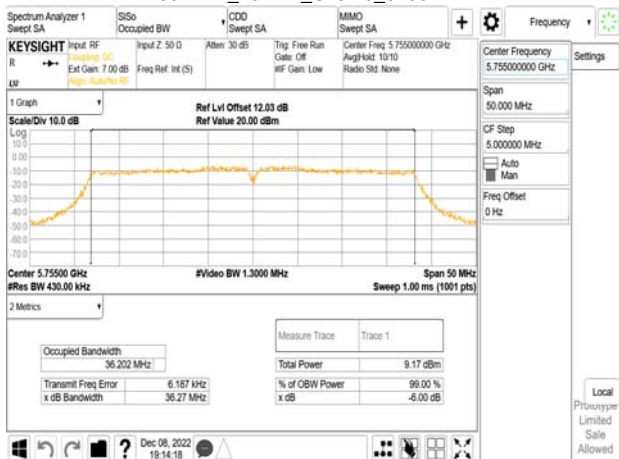 Spectrum Analyzer 1
Swept SA
SiSo
Occupied BW
CDD
Swept SA
MIMO
Swept SA
+
Frequency
KEYSIGHT
R
LM
Input: RF
Coupling: DC
Ext Gain: 7.00 dB
Align: Auto/No RF
Input Z: 50 Ω
Freq Ref: Int (S)
Atten: 30 dB
Trig: Free Run
Gate: Off
#IF Gain: Low
Center Freq: 5.755000000 GHz
Avg|Hold: 10/10
Radio Std: None
Center Frequency
5.755000000 GHz
Settings
Span
50.000 MHz
CF Step
5.000000 MHz
Auto
Man
Freq Offset
0 Hz
1 Graph
Scale/Div 10.0 dB
Ref Lvl Offset 12.03 dB
Ref Value 20.00 dBm
Log
10.0
0.00
-10.0
-20.0
-30.0
-40.0
-50.0
-60.0
-70.0
Center 5.75500 GHz
#Video BW 1.3000 MHz
Span 50 MHz
#Res BW 430.00 kHz
Sweep 1.00 ms (1001 pts)
2 Metrics
Measure Trace
Trace 1
Occupied Bandwidth
36.202 MHz
Total Power
9.17 dBm
Transmit Freq Error
6.187 kHz
% of OBW Power
99.00 %
x dB Bandwidth
36.27 MHz
x dB
-6.00 dB
Local
Prototype
Limited
Sale
Allowed
?
Dec 08, 2022
19:14:18